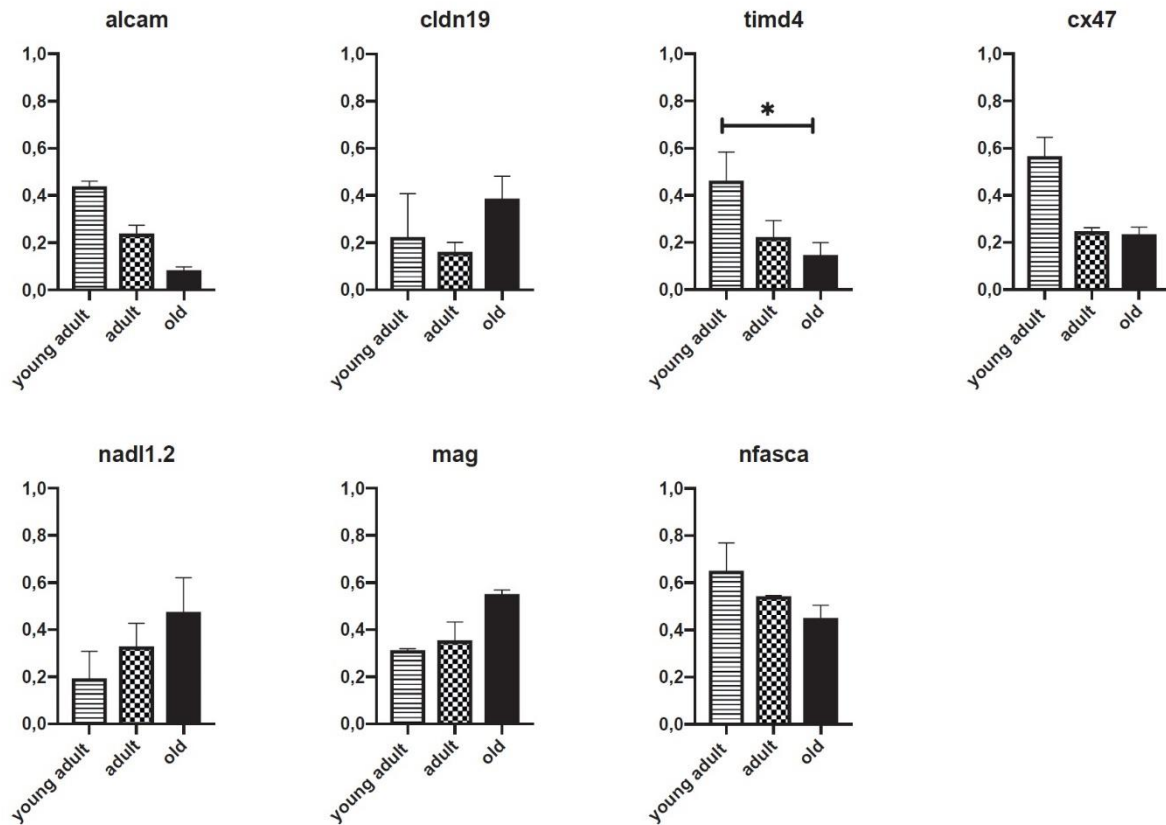 alcam
cldn19
timd4
cx47
1,0
0,8
0,6
0,4
0,2
0,0
young adult
adult
old
1,0
0,8
0,6
0,4
0,2
0,0
young adult
adult
old
1,0
0,8
0,6
0,4
0,2
0,0
*
young adult
adult
old
1,0
0,8
0,6
0,4
0,2
0,0
young adult
adult
old
nadl1.2
mag
nfasca
1,0
0,8
0,6
0,4
0,2
0,0
young adult
adult
old
1,0
0,8
0,6
0,4
0,2
0,0
young adult
adult
old
1,0
0,8
0,6
0,4
0,2
0,0
young adult
adult
old